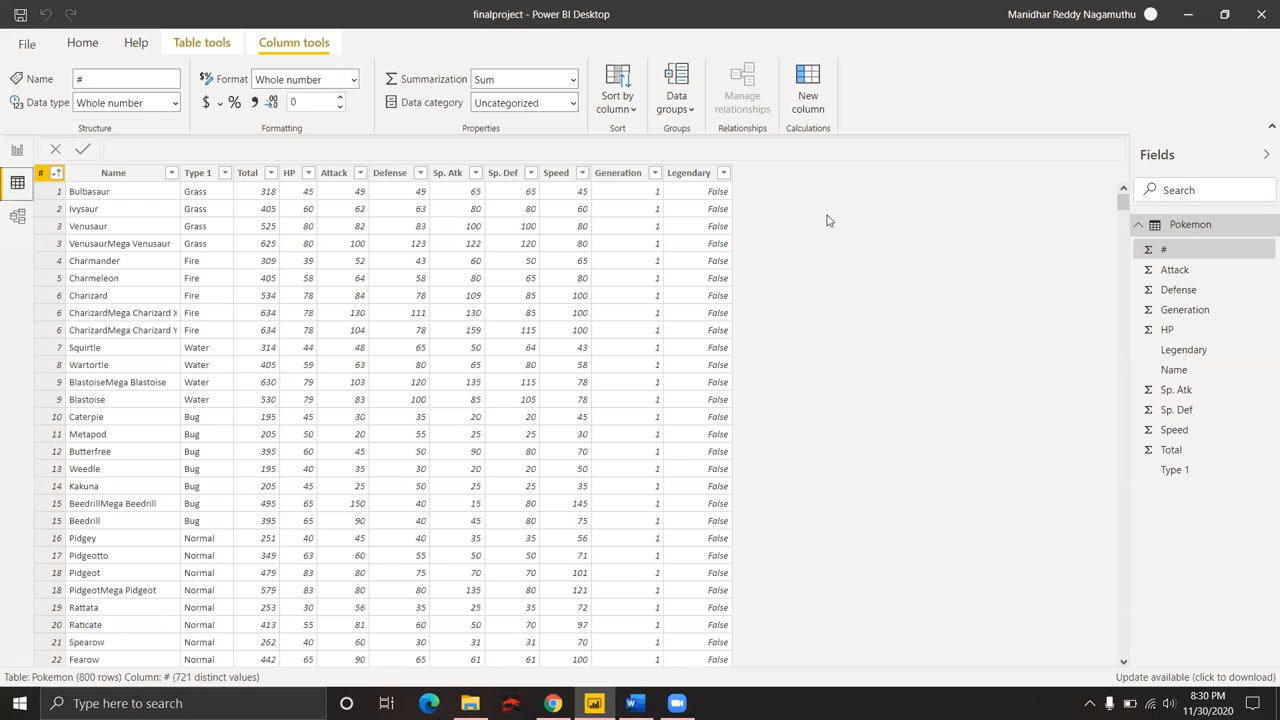 finalproject - Power BI Desktop
Manidhar Reddy Nagamuthu
File Home Help Table tools Column tools
Name #
Data type Whole number
Structure
Format Whole number
$ % 0
Formatting
Summarization Sum
Data category Uncategorized
Properties
Sort by column
Sort
Data groups
Groups
Manage relationships
Relationships
New column
Calculations
# Name Type 1 Total HP Attack Defense Sp. Atk Sp. Def Speed Generation Legendary
1 Bulbasaur Grass 318 45 49 49 65 65 45 1 False
2 Ivysaur Grass 405 60 62 63 80 80 60 1 False
3 Venusaur Grass 525 80 82 83 100 100 80 1 False
3 VenusaurMega Venusaur Grass 625 80 100 123 122 120 80 1 False
4 Charmander Fire 309 39 52 43 60 50 65 1 False
5 Charmeleon Fire 405 58 64 58 80 65 80 1 False
6 Charizard Fire 534 78 84 78 109 85 100 1 False
6 CharizardMega Charizard X Fire 634 78 130 111 130 85 100 1 False
6 CharizardMega Charizard Y Fire 634 78 104 78 159 115 100 1 False
7 Squirtle Water 314 44 48 65 50 64 43 1 False
8 Wartortle Water 405 59 63 80 65 80 58 1 False
9 BlastoiseMega Blastoise Water 630 79 103 120 135 115 78 1 False
9 Blastoise Water 530 79 83 100 85 105 78 1 False
10 Caterpie Bug 195 45 30 35 20 20 45 1 False
11 Metapod Bug 205 50 20 55 25 25 30 1 False
12 Butterfree Bug 395 60 45 50 90 80 70 1 False
13 Weedle Bug 195 40 35 30 20 20 50 1 False
14 Kakuna Bug 205 45 25 50 25 25 35 1 False
15 BeedrillMega Beedrill Bug 495 65 150 40 15 80 145 1 False
15 Beedrill Bug 395 65 90 40 45 80 75 1 False
16 Pidgey Normal 251 40 45 40 35 35 56 1 False
17 Pidgeotto Normal 349 63 60 55 50 50 71 1 False
18 Pidgeot Normal 479 83 80 75 70 70 101 1 False
18 PidgeotMega Pidgeot Normal 579 83 80 80 135 80 121 1 False
19 Rattata Normal 253 30 56 35 25 35 72 1 False
20 Raticate Normal 413 55 81 60 50 70 97 1 False
21 Spearow Normal 262 40 60 30 31 31 70 1 False
22 Fearow Normal 442 65 90 65 61 61 100 1 False
Fields
Search
Pokemon
#
Attack
Defense
Generation
HP
Legendary
Name
Sp. Atk
Sp. Def
Speed
Total
Type 1
Table: Pokemon (800 rows) Column: # (721 distinct values)
Update available (click to download)
Type here to search
8:30 PM
11/30/2020